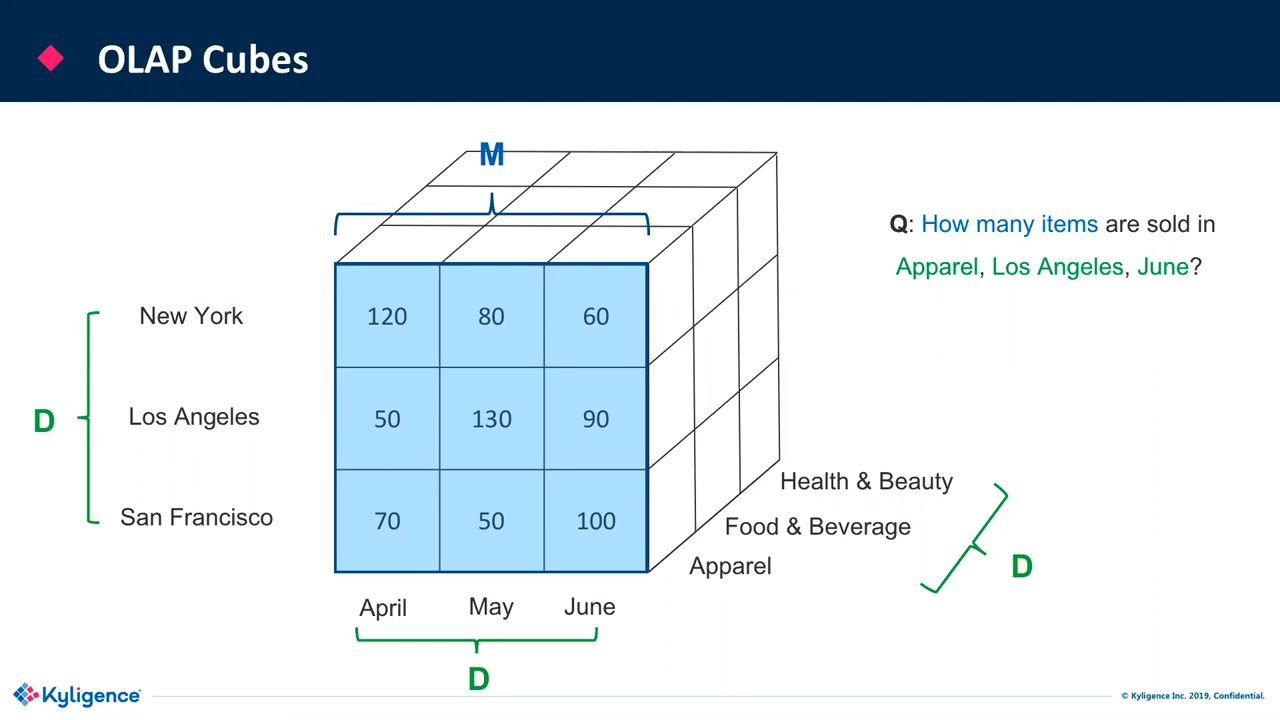 OLAP Cubes
M
Q: How many items are sold in
Apparel, Los Angeles, June?
New York
120 80 60
D
Los Angeles
50 130 90
San Francisco
70 50 100
Health & Beauty
Food & Beverage
Apparel
D
April May June
D
Kyligence
© Kyligence Inc. 2019, Confidential.